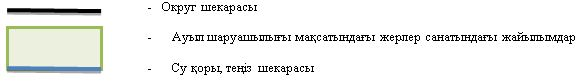 - Округ шекарасы
- Ауыл шаруашылығы мақсатындағы жерлер санатындағы жайылымдар
- Су қоры, теңіз шекарасы